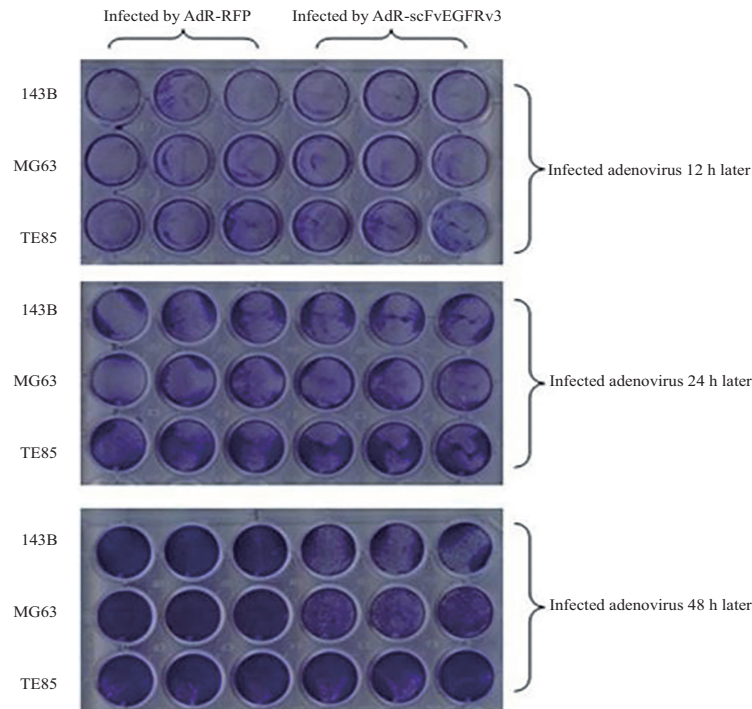 Infected by AdR-RFP
Infected by AdR-scFvEGFRv3
143B
MG63
Infected adenovirus 12 h later
TE85
143B
MG63
Infected adenovirus 24 h later
TE85
143B
MG63
Infected adenovirus 48 h later
TE85